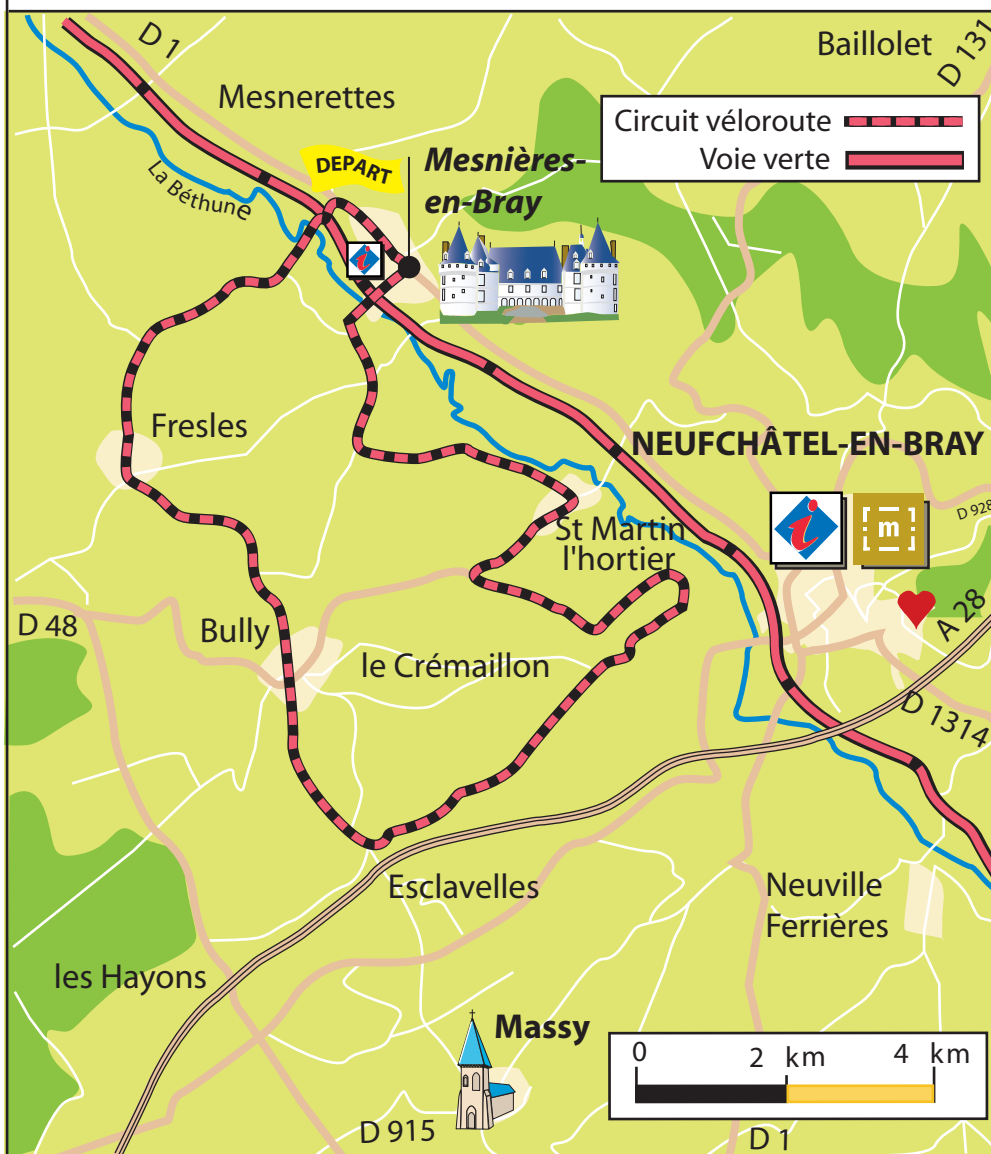 D 1
Baillolet
D 131
Mesnerettes
Circuit véloroute
Voie verte
DEPART
Mesnières-
en-Bray
La Béthune
i
Fresles
NEUFCHÂTEL-EN-BRAY
i
m
D 928
St Martin
l'hortier
D 48
Bully
A 28
le Crémaillon
D 1314
Esclavelles
Neuville
Ferrières
les Hayons
Massy
0 2 km 4 km
D 915
D 1